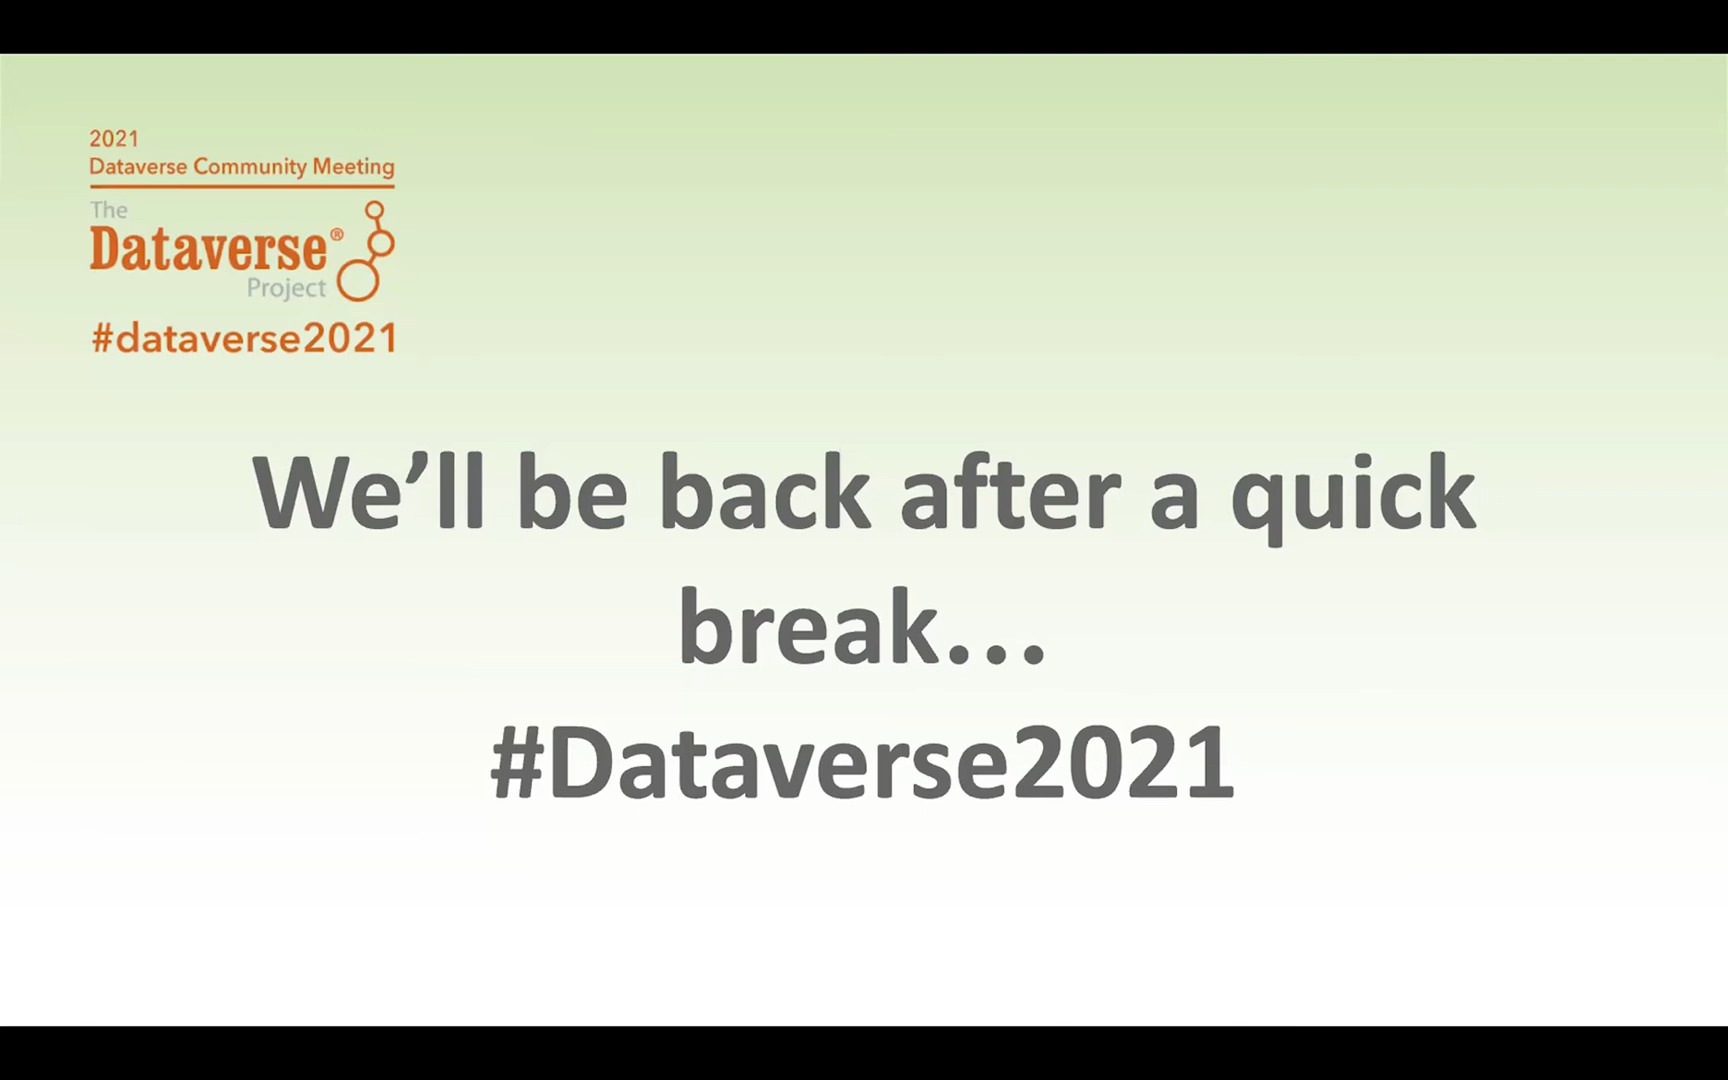 2021
Dataverse Community Meeting
The
Dataverse®
Project
#dataverse2021
We’ll be back after a quick
break…
#Dataverse2021